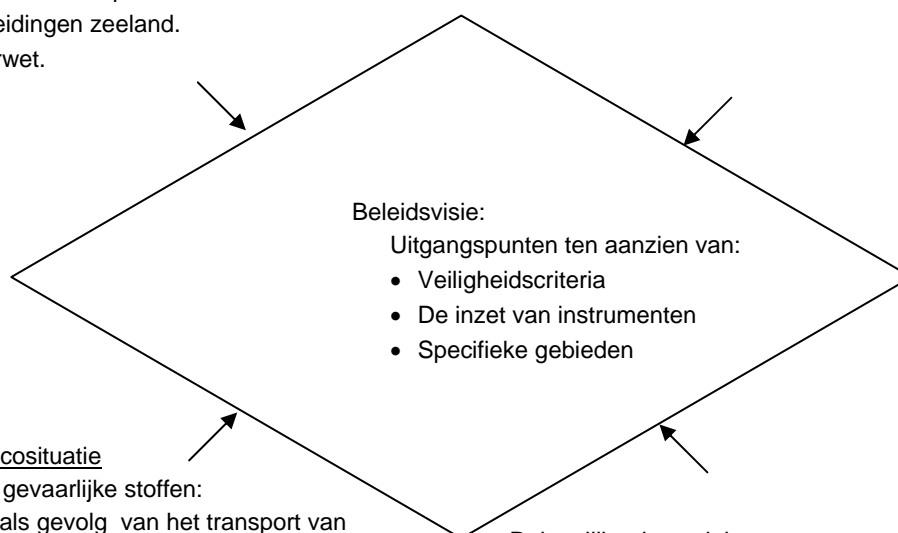 eidingen zeeland.
rwet.
Beleidsvisie:
Uitgangspunten ten aanzien van:
• Veiligheidscriteria
• De inzet van instrumenten
• Specifieke gebieden
cosituatie
gevaarlijke stoffen:
als gevolg van het transport van